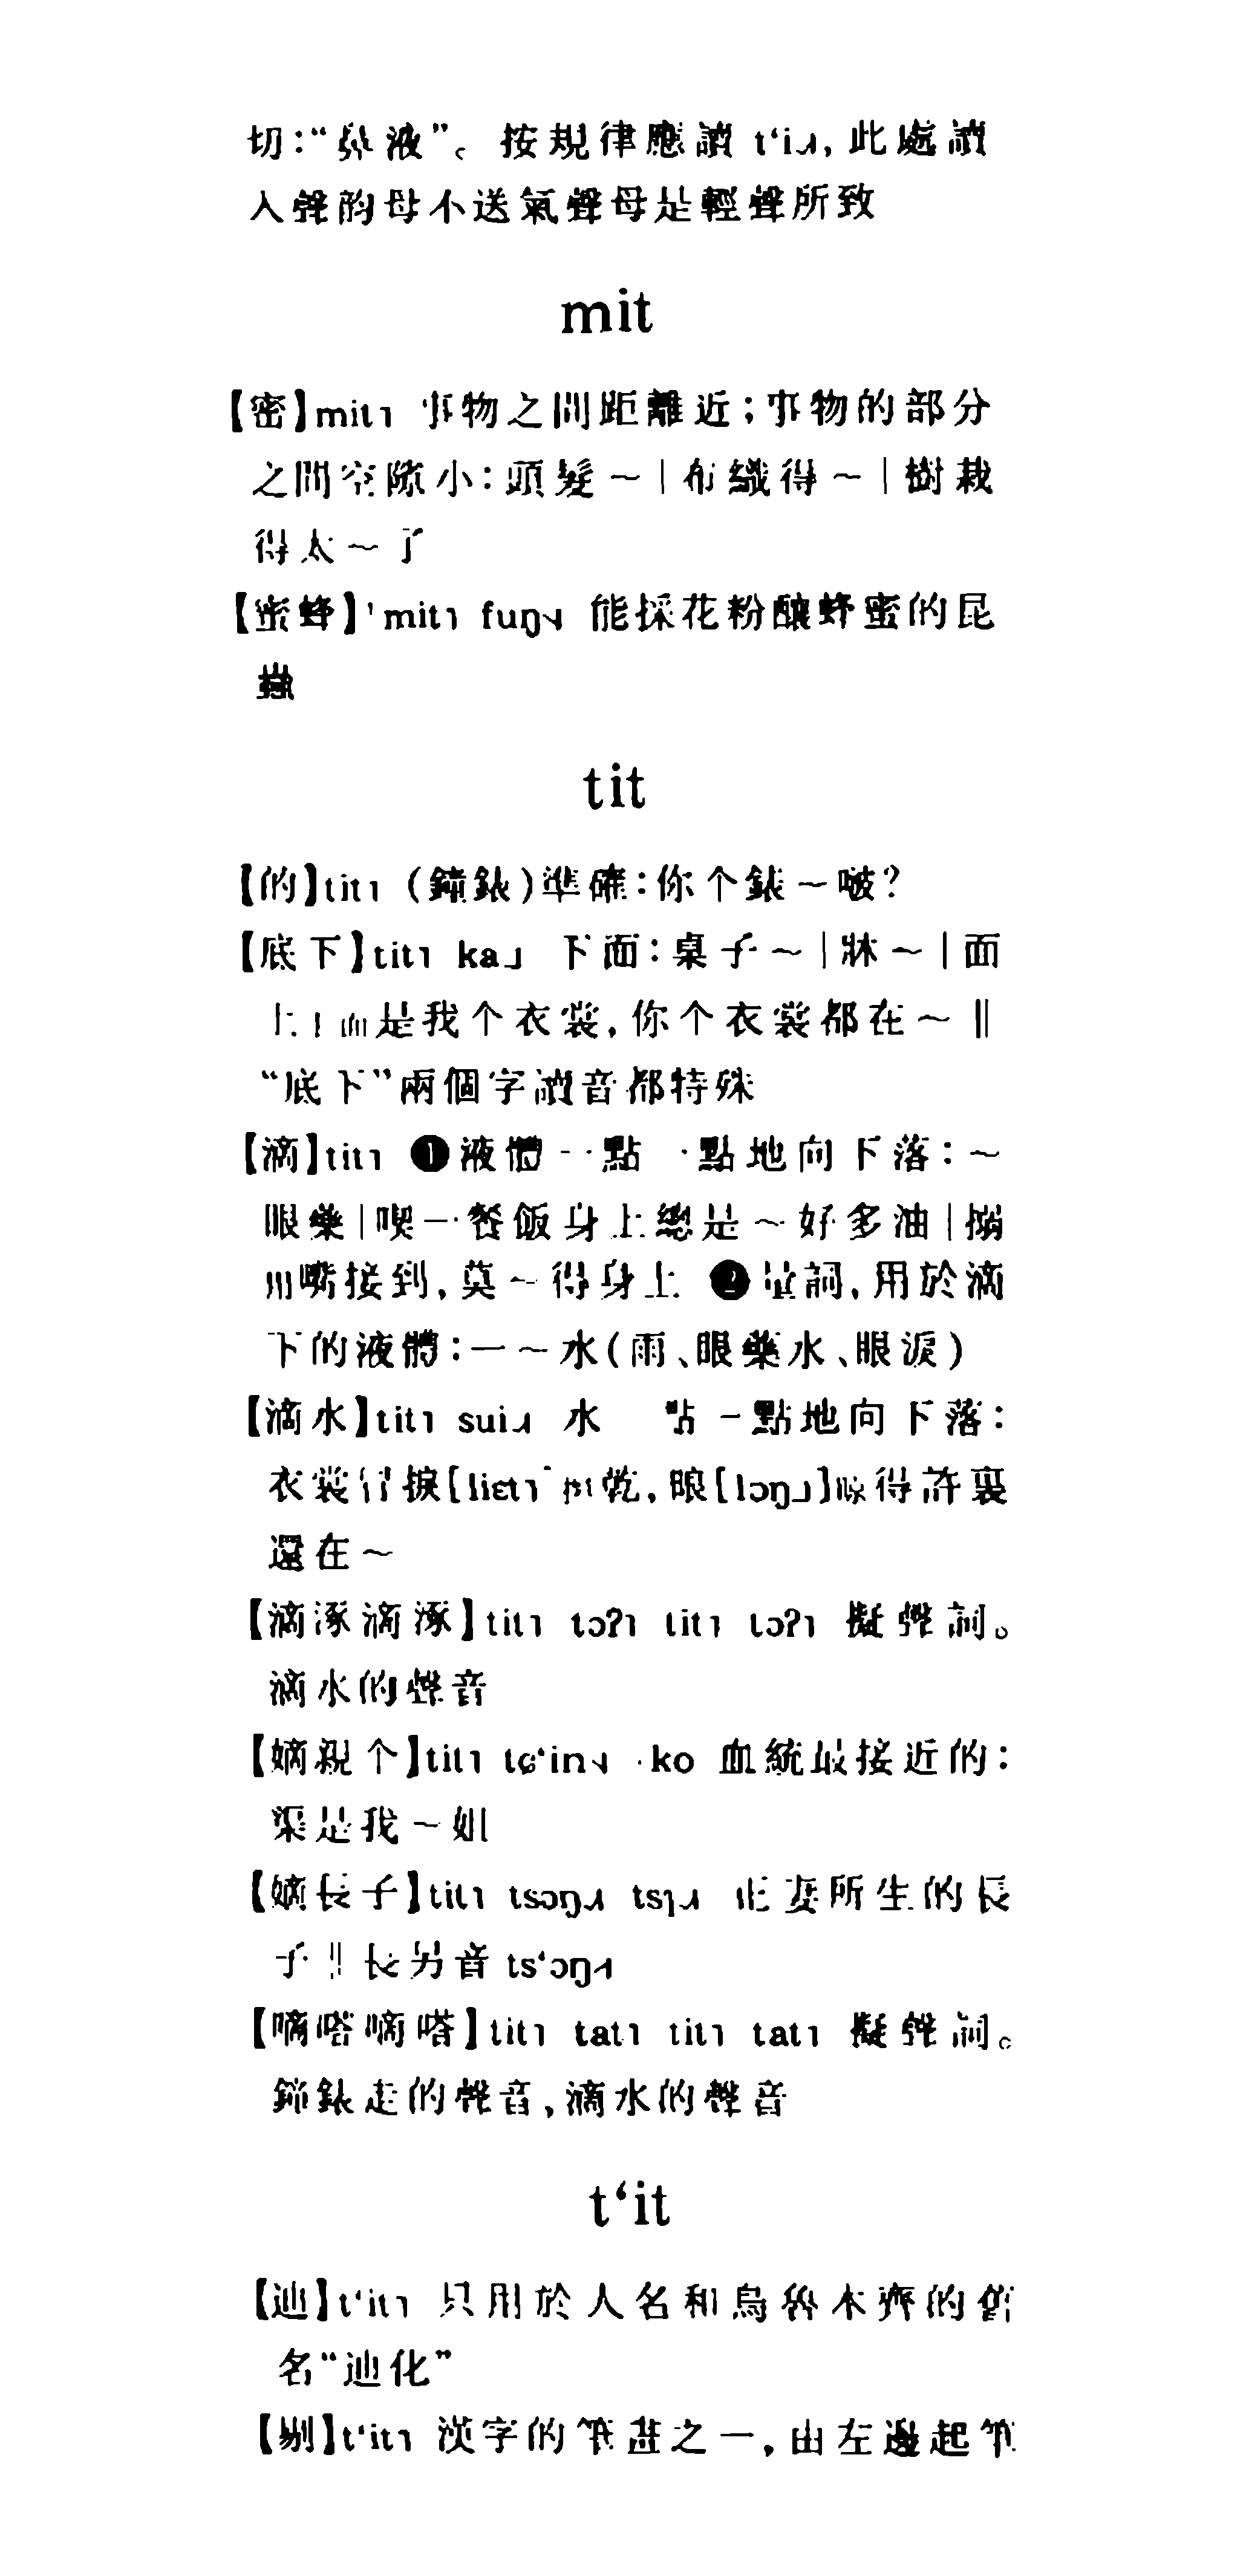 切：“鼻液”。按規律應讀 t‘i˩˧，此處讀
入聲韵母不送氣聲母是輕聲所致
mit
【密】mit˥ 事物之間距離近；事物的部分
之間空隙小：頭髮～｜布織得～｜樹栽
得太～了
【蜜蜂】mit˥ fuŋ˧˩ 能採花粉釀蜂蜜的昆
蟲
tit
【的】tit˥ （鐘錶）準確：你个錶～啵？
【底下】tit˥ ka˩ 下面：桌子～｜牀～｜面
上 是我个衣裳，你个衣裳都在～‖
“底下”兩個字讀音都特殊
【滴】tit˥ ❶液體一點一點地向下落：～
眼藥｜喫一餐飯身上總是～好多油｜搦
嘴接到，莫～得身上 ❷量詞，用於滴
下的液體：一～水（雨、眼藥水、眼淚）
【滴水】tit˥ sui˩˧ 水一點一點地向下落：
衣裳冇捩［liɛt˥］乾，晾［lɔŋ˩］得許裏
還在～
【滴涿滴涿】tit˥ tɔʔ˥ tit˥ tɔʔ˥ 擬聲詞。
滴水的聲音
【嫡親个】tit˥ tɕ‘in˧˩ ·ko 血統最接近的：
渠是我～姐
【嫡長子】tit˥ tsɔŋ˩˧ tsɿ˩˧ 正妻所生的長
子‖長另音 ts‘ɔŋ˩˧
【嘀嗒嘀嗒】tit˥ tat˥ tit˥ tat˥ 擬聲詞。
鐘錶走的聲音，滴水的聲音
t‘it
【迪】t‘it˥ 只用於人名和烏魯木齊的舊
名“迪化”
【剔】t‘it˥ 漢字的筆畫之一，由左邊起筆